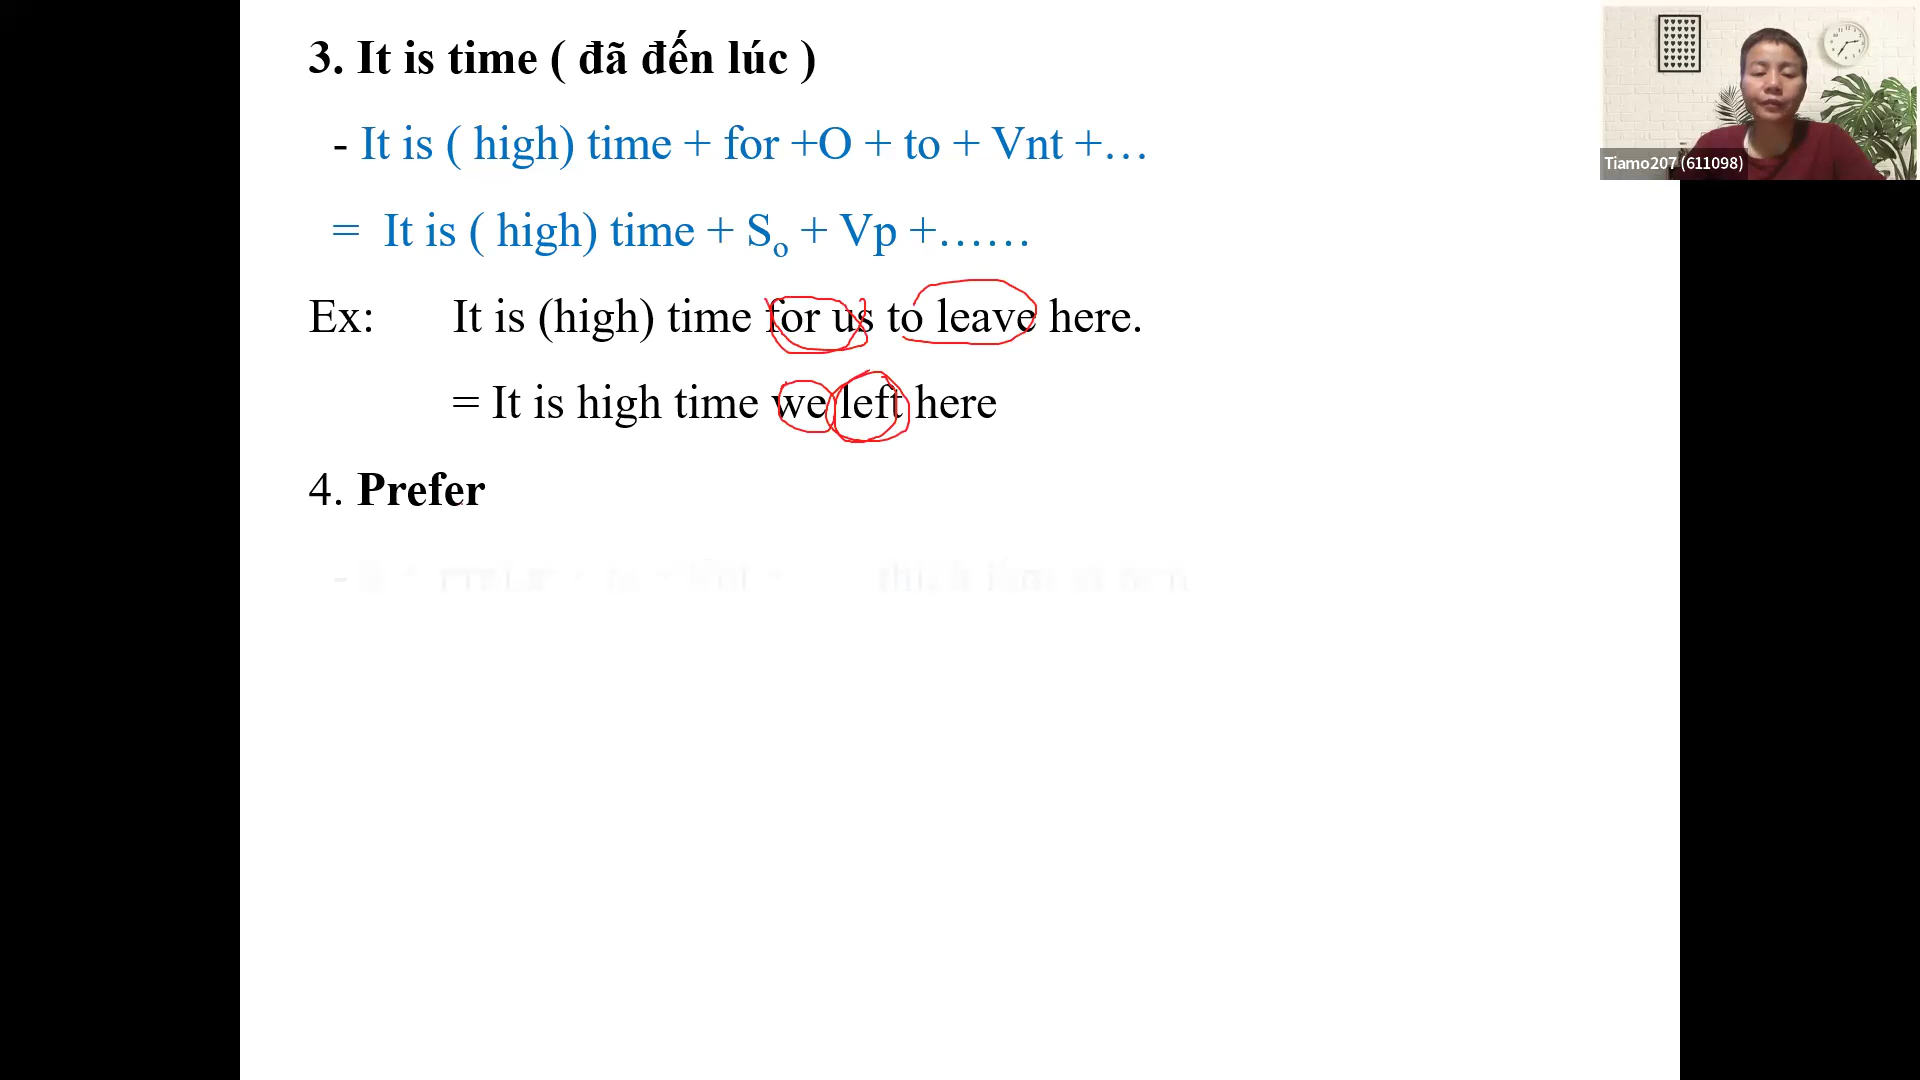 3. It is time ( đã đến lúc )
- It is ( high) time + for +O + to + Vnt +…
= It is ( high) time + So + Vp +……
Ex: It is (high) time for us to leave here.
= It is high time we left here
4. Prefer
Tiamo207 (611098)